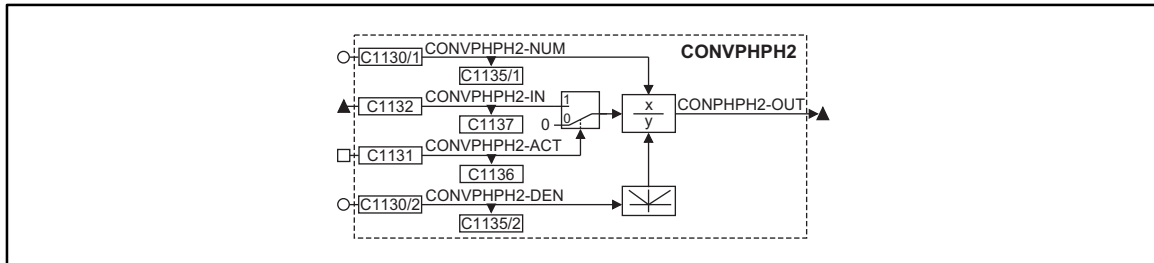 CONVPHPH2
C1130/1 CONVPHPH2-NUM
C1135/1
C1132 CONVPHPH2-IN
C1137
1
0
0
x
y
CONPHPH2-OUT
C1131 CONVPHPH2-ACT
C1136
C1130/2 CONVPHPH2-DEN
C1135/2